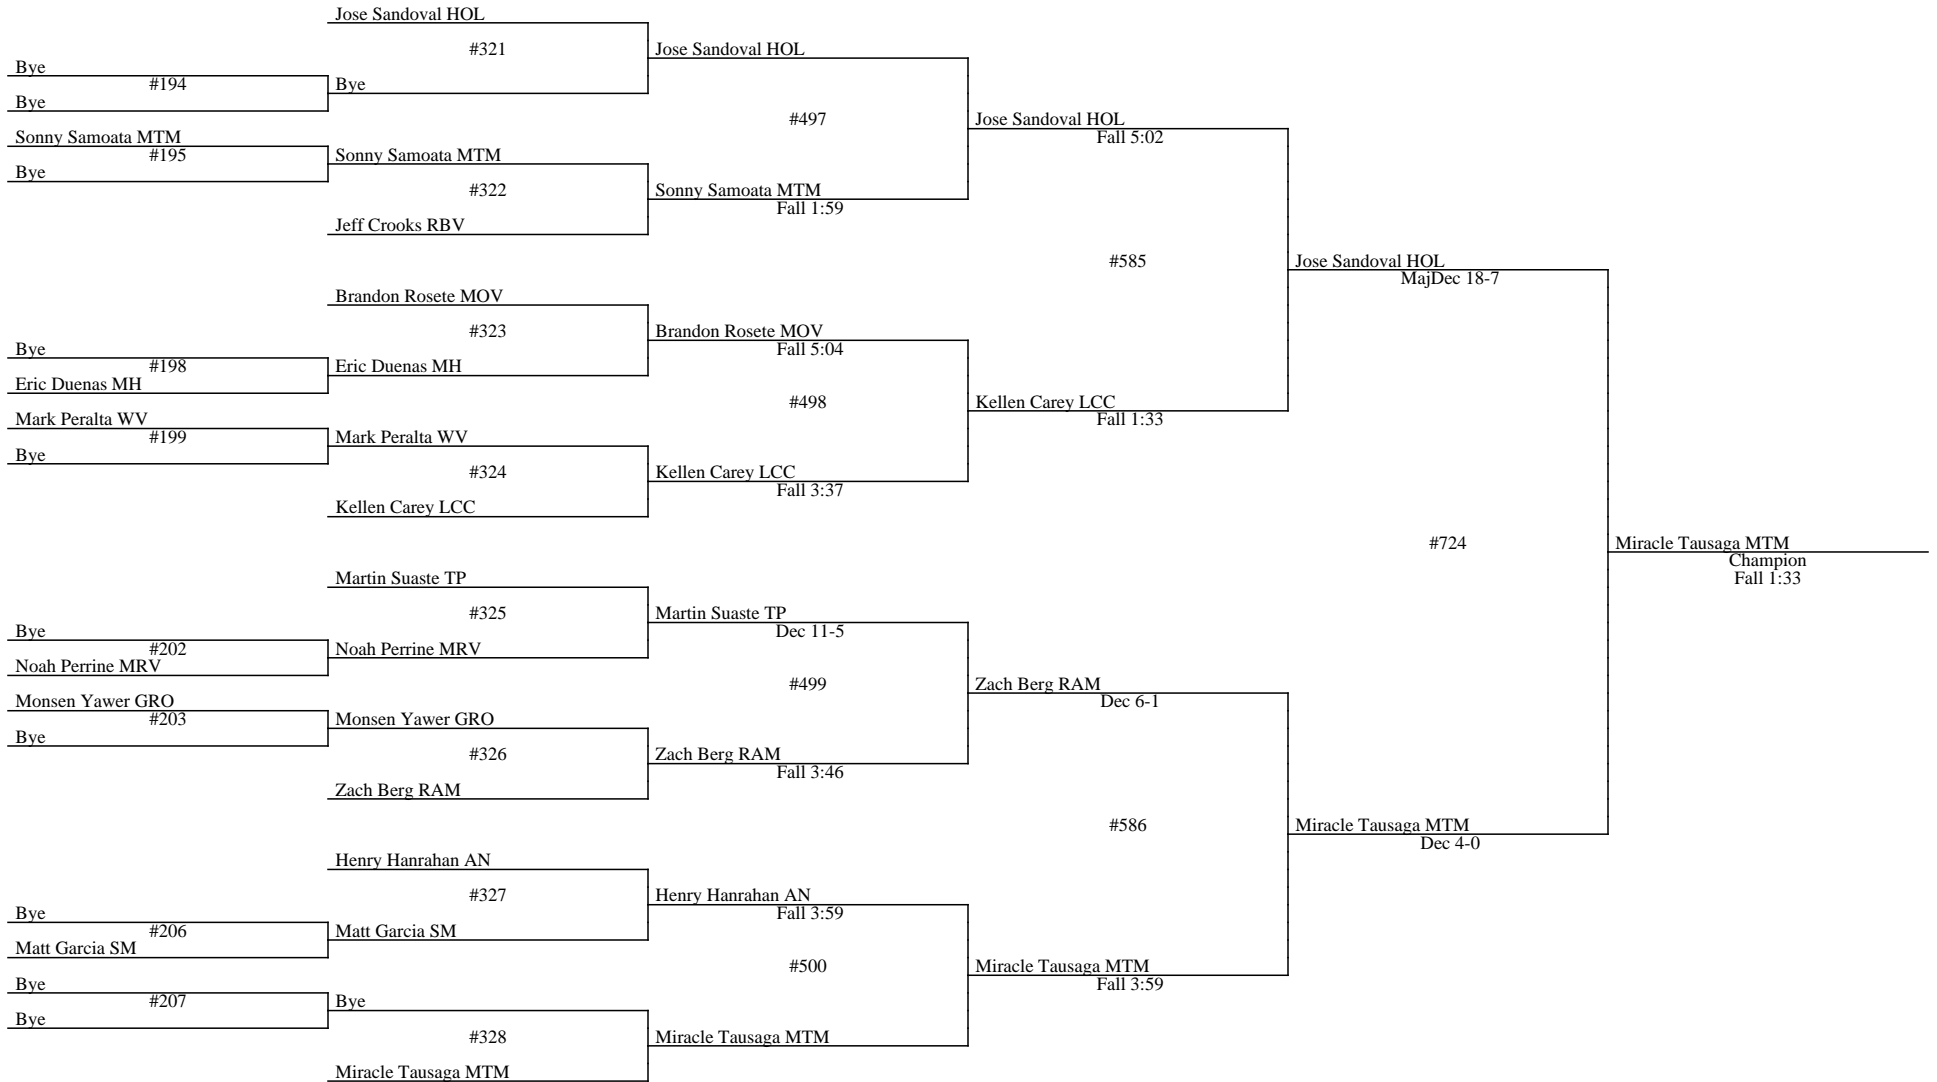 Jose Sandoval HOL
#321
Jose Sandoval HOL
Bye
#194
Bye
Bye
#497
Jose Sandoval HOL
Fall 5:02
Sonny Samoata MTM
#195
Sonny Samoata MTM
Bye
#322
Sonny Samoata MTM
Fall 1:59
Jeff Crooks RBV
#585
Jose Sandoval HOL
MajDec 18-7
Brandon Rosete MOV
#323
Brandon Rosete MOV
Fall 5:04
Bye
#198
Eric Duenas MH
Eric Duenas MH
#498
Kellen Carey LCC
Fall 1:33
Mark Peralta WV
#199
Mark Peralta WV
Bye
#324
Kellen Carey LCC
Fall 3:37
Kellen Carey LCC
#724
Miracle Tausaga MTM
Champion
Fall 1:33
Martin Suaste TP
#325
Martin Suaste TP
Dec 11-5
Bye
#202
Noah Perrine MRV
Noah Perrine MRV
#499
Zach Berg RAM
Dec 6-1
Monsen Yawer GRO
#203
Monsen Yawer GRO
Bye
#326
Zach Berg RAM
Fall 3:46
Zach Berg RAM
#586
Miracle Tausaga MTM
Dec 4-0
Henry Hanrahan AN
#327
Henry Hanrahan AN
Fall 3:59
Bye
#206
Matt Garcia SM
Matt Garcia SM
#500
Miracle Tausaga MTM
Fall 3:59
Bye
#207
Bye
Bye
#328
Miracle Tausaga MTM
Miracle Tausaga MTM